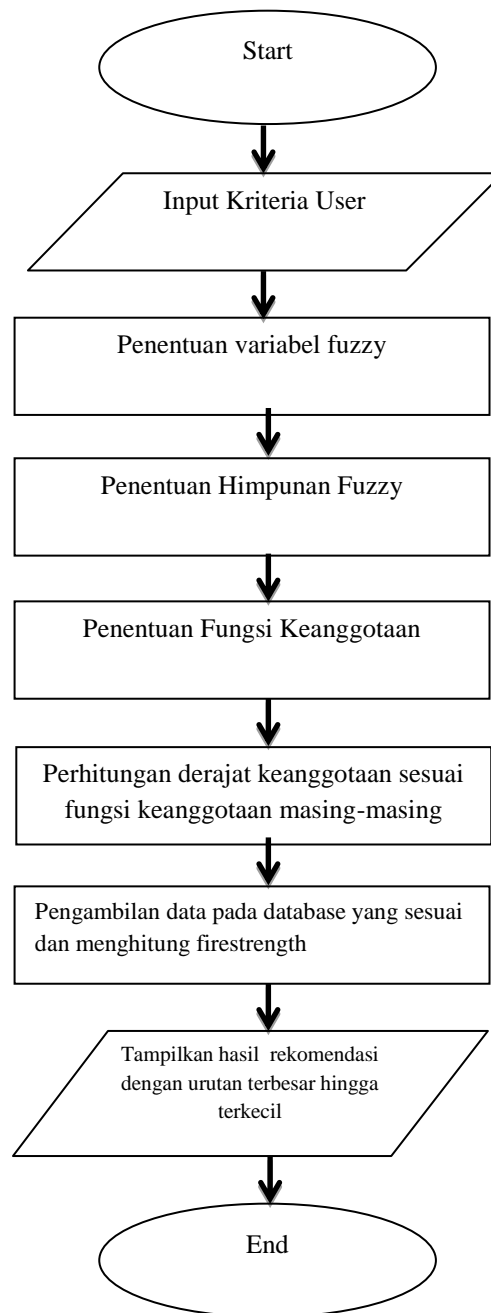 Start
Input Kriteria User
Penentuan variabel fuzzy
Penentuan Himpunan Fuzzy
Penentuan Fungsi Keanggotaan
Perhitungan derajat keanggotaan sesuai
fungsi keanggotaan masing-masing
Pengambilan data pada database yang sesuai
dan menghitung firestrength
Tampilkan hasil rekomendasi
dengan urutan terbesar hingga
terkecil
End